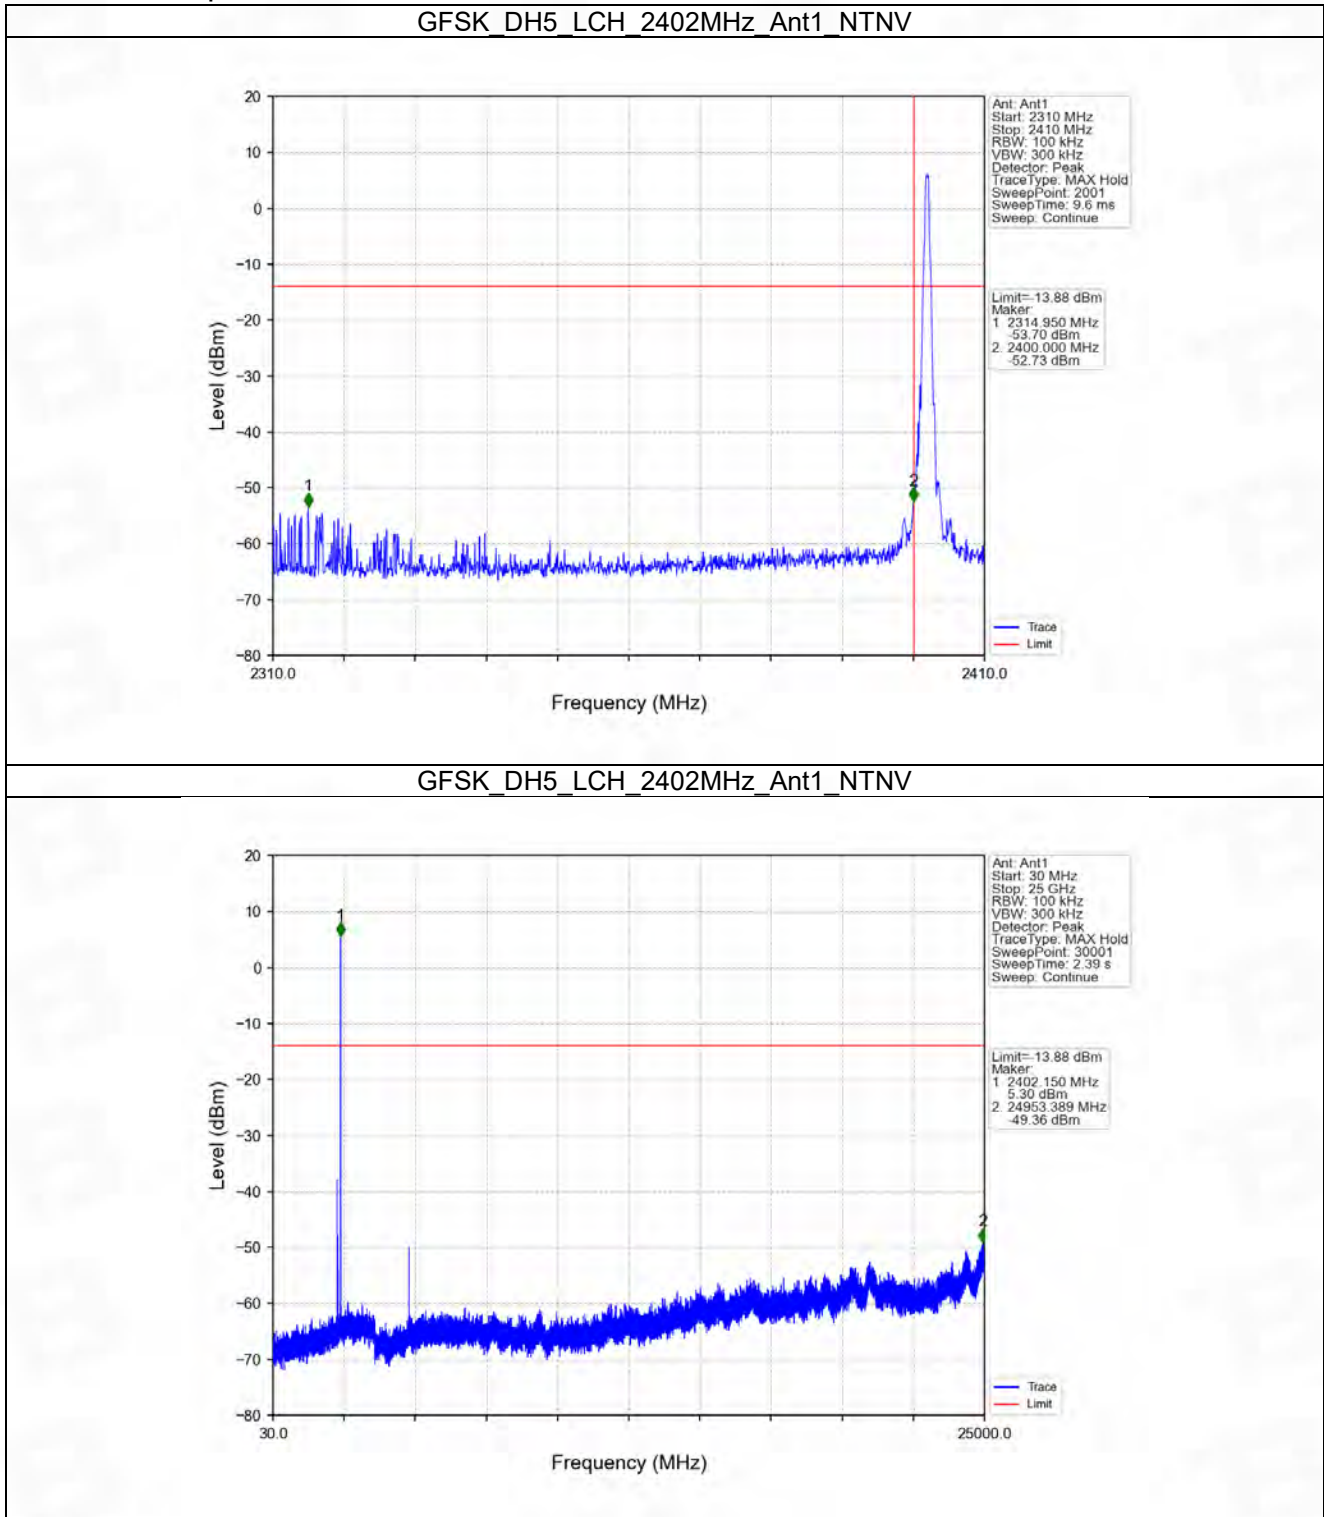 GFSK_DH5_LCH_2402MHz_Ant1_NTNV
20
10
0
−10
−20
−30
−40
−50
−60
−70
−80
Level (dBm)
1
2
2310.0
2410.0
Frequency (MHz)
Ant: Ant1
Start: 2310 MHz
Stop: 2410 MHz
RBW: 100 kHz
VBW: 300 kHz
Detector: Peak
TraceType: MAX Hold
SweepPoint: 2001
SweepTime: 9.6 ms
Sweep: Continue
Limit=-13.88 dBm
Maker:
1. 2314.950 MHz
-53.70 dBm
2. 2400.000 MHz
-52.73 dBm
Trace
Limit
GFSK_DH5_LCH_2402MHz_Ant1_NTNV
20
10
0
−10
−20
−30
−40
−50
−60
−70
−80
Level (dBm)
1
2
30.0
25000.0
Frequency (MHz)
Ant: Ant1
Start: 30 MHz
Stop: 25 GHz
RBW: 100 kHz
VBW: 300 kHz
Detector: Peak
TraceType: MAX Hold
SweepPoint: 30001
SweepTime: 2.39 s
Sweep: Continue
Limit=-13.88 dBm
Maker:
1. 2402.150 MHz
5.30 dBm
2. 24953.389 MHz
-49.36 dBm
Trace
Limit